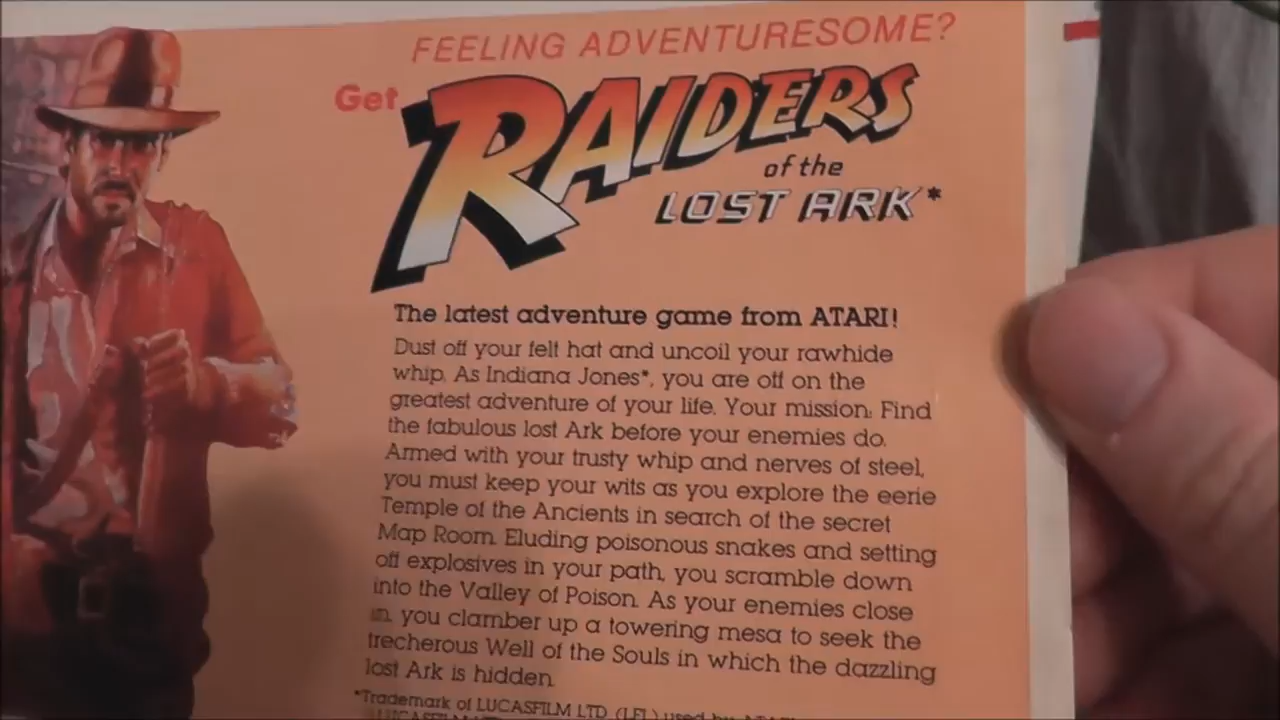 FEELING ADVENTURESOME?
Get RAIDERS
of the
LOST ARK*
The latest adventure game from ATARI!
Dust off your felt hat and uncoil your rawhide
whip. As Indiana Jones*, you are off on the
greatest adventure of your life. Your mission: Find
the fabulous lost Ark before your enemies do.
Armed with your trusty whip and nerves of steel,
you must keep your wits as you explore the eerie
Temple of the Ancients in search of the secret
Map Room. Eluding poisonous snakes and setting
off explosives in your path, you scramble down
into the Valley of Poison. As your enemies close
in, you clamber up a towering mesa to seek the
trecherous Well of the Souls in which the dazzling
lost Ark is hidden.
*Trademark of LUCASFILM LTD. (LFL) used by